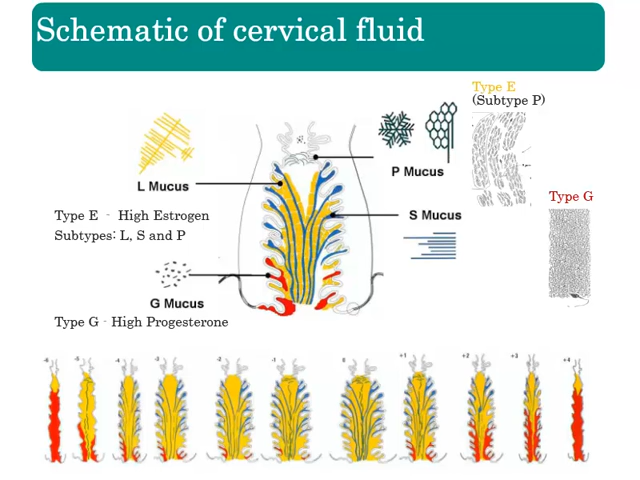 Schematic of cervical fluid
Type E
(Subtype P)
P Mucus
L Mucus
Type G
Type E - High Estrogen
S Mucus
Subtypes: L, S and P
G Mucus
Type G - High Progesterone
-6 -5 -4 -3 -2 -1 0 +1 +2 +3 +4